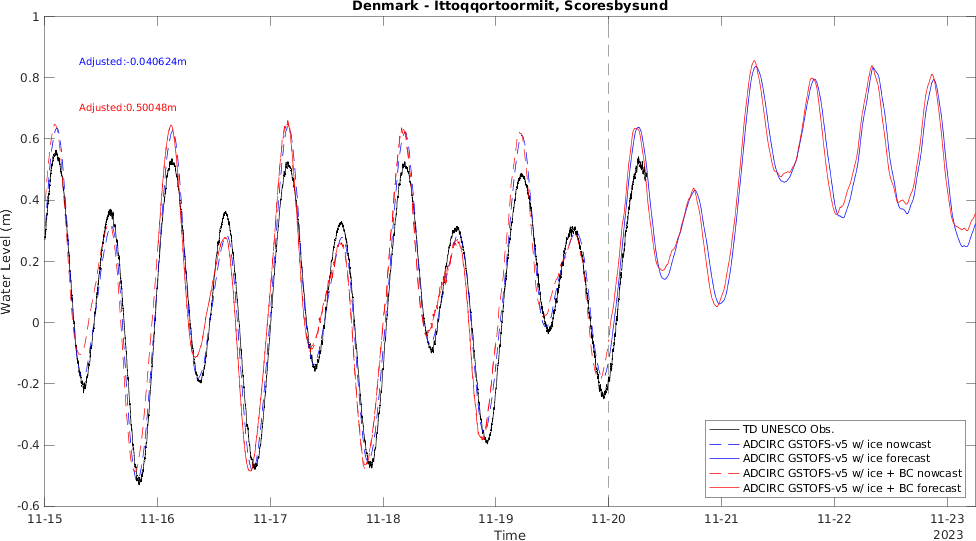 Denmark - Ittoqqortoormiit, Scoresbysund
Adjusted:-0.040624m
Adjusted:0.50048m
Water Level (m)
1
0.8
0.6
0.4
0.2
0
-0.2
-0.4
-0.6
TD UNESCO Obs.
ADCIRC GSTOFS-v5 w/ ice nowcast
ADCIRC GSTOFS-v5 w/ ice forecast
ADCIRC GSTOFS-v5 w/ ice + BC nowcast
ADCIRC GSTOFS-v5 w/ ice + BC forecast
11-15 11-16 11-17 11-18 11-19 11-20 11-21 11-22 11-23
Time
2023